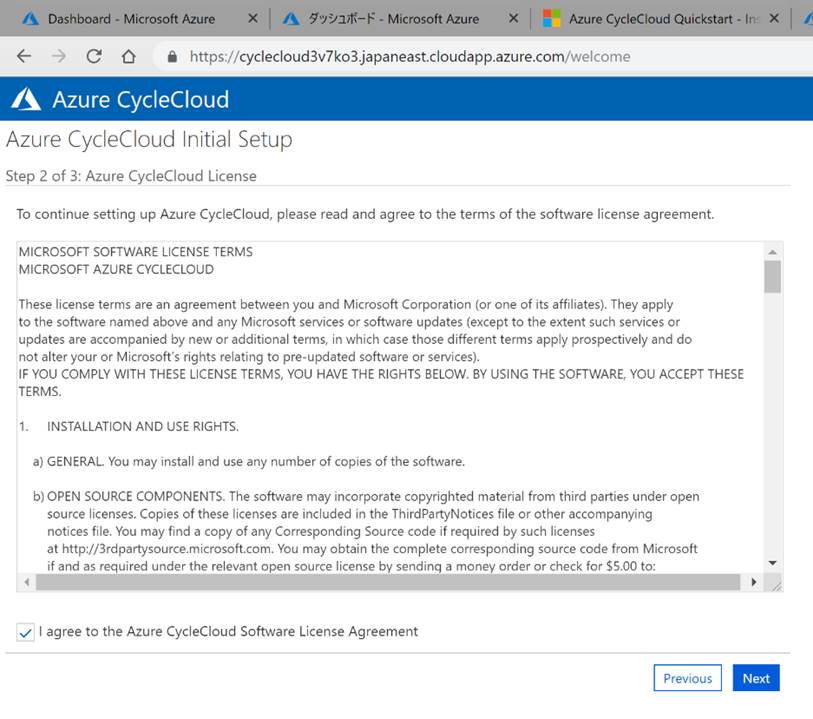 Dashboard - Microsoft Azure
ダッシュボード - Microsoft Azure
Azure CycleCloud Quickstart - Ins
https://cyclecloud3v7ko3.japaneast.cloudapp.azure.com/welcome
Azure CycleCloud
Azure CycleCloud Initial Setup
Step 2 of 3: Azure CycleCloud License
To continue setting up Azure CycleCloud, please read and agree to the terms of the software license agreement.
MICROSOFT SOFTWARE LICENSE TERMS
MICROSOFT AZURE CYCLECLOUD
These license terms are an agreement between you and Microsoft Corporation (or one of its affiliates). They apply
to the software named above and any Microsoft services or software updates (except to the extent such services or
updates are accompanied by new or additional terms, in which case those different terms apply prospectively and do
not alter your or Microsoft's rights relating to pre-updated software or services).
IF YOU COMPLY WITH THESE LICENSE TERMS, YOU HAVE THE RIGHTS BELOW. BY USING THE SOFTWARE, YOU ACCEPT THESE
TERMS.
1. INSTALLATION AND USE RIGHTS.
a) GENERAL. You may install and use any number of copies of the software.
b) OPEN SOURCE COMPONENTS. The software may incorporate copyrighted material from third parties under open
source licenses. Copies of these licenses are included in the ThirdPartyNotices file or other accompanying
notices file. You may find a copy of any Corresponding Source code if required by such licenses
at http://3rdpartysource.microsoft.com. You may obtain the complete corresponding source code from Microsoft
if and as required under the relevant open source license by sending a money order or check for $5.00 to:
I agree to the Azure CycleCloud Software License Agreement
Previous
Next